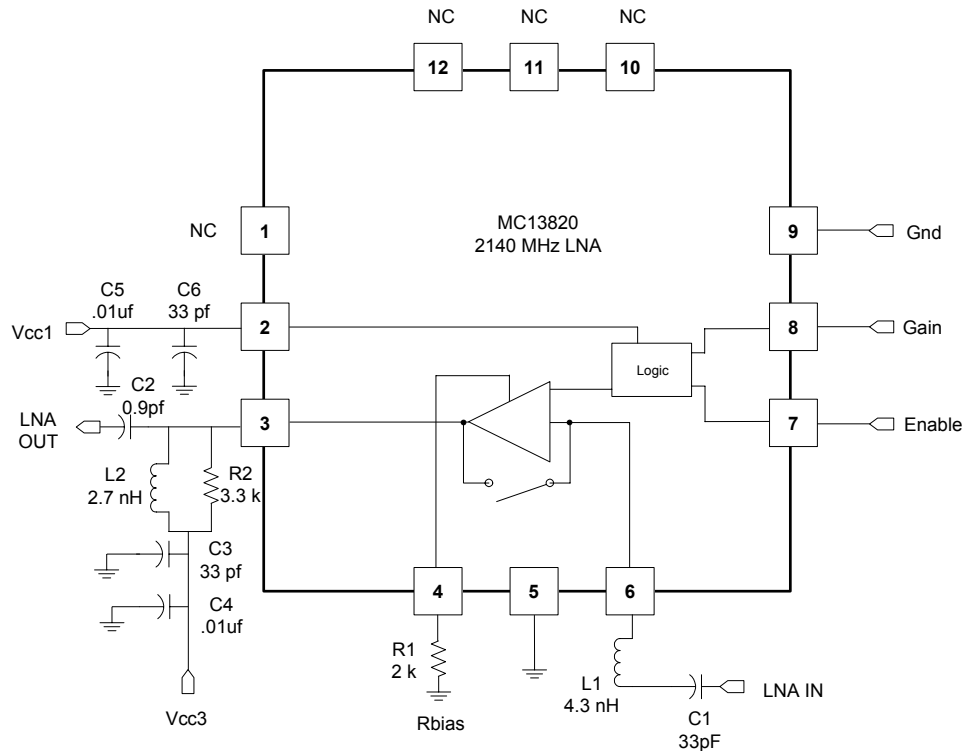 NC
NC
NC
12
11
10
NC
1
MC13820
2140 MHz LNA
9
Gnd
C5
.01uf
C6
33 pf
Vcc1
2
8
Gain
Logic
C2
0.9pf
LNA
OUT
3
7
Enable
L2
2.7 nH
R2
3.3 k
C3
33 pf
C4
.01uf
4
5
6
R1
2 k
Rbias
L1
4.3 nH
LNA IN
C1
33pF
Vcc3